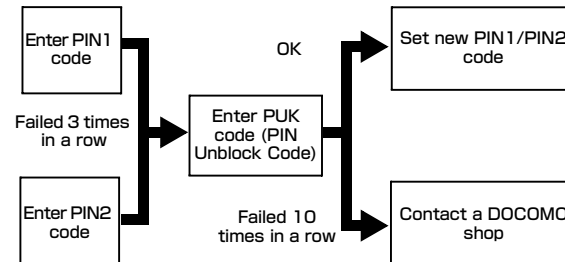 Enter PIN1
code
Failed 3 times
in a row
Enter PIN2
code
Enter PUK
code (PIN
Unblock Code)
OK
Failed 10
times in a row
Set new PIN1/PIN2
code
Contact a DOCOMO
shop